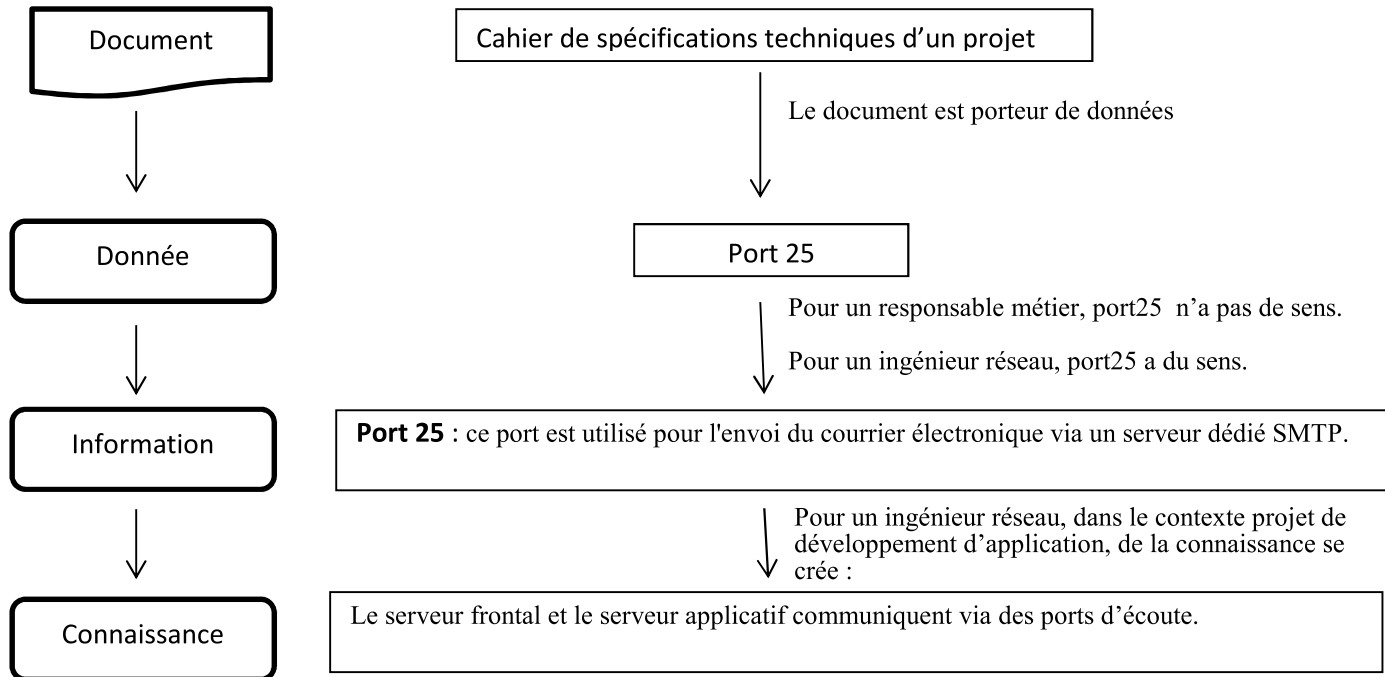 Document
Cahier de spécifications techniques d’un projet
Le document est porteur de données
Donnée
Port 25
Pour un responsable métier, port25  n’a pas de sens.
Pour un ingénieur réseau, port25 a du sens.
Information
Port 25 : ce port est utilisé pour l'envoi du courrier électronique via un serveur dédié SMTP.
Pour un ingénieur réseau, dans le contexte projet de
développement d’application, de la connaissance se
crée :
Connaissance
Le serveur frontal et le serveur applicatif communiquent via des ports d’écoute.